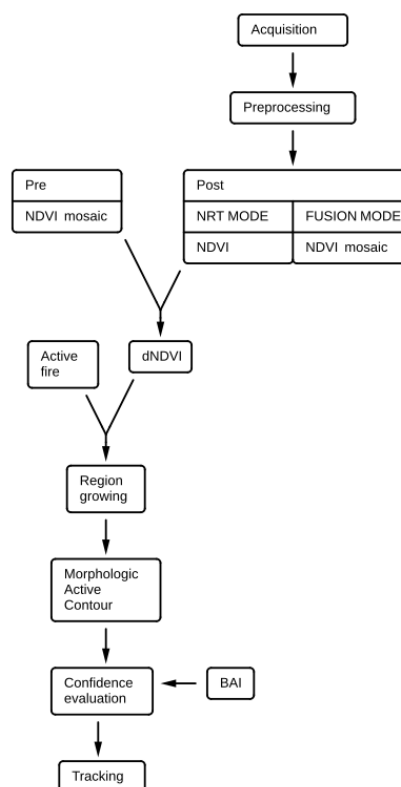 Acquisition
Preprocessing
Pre
NDVI mosaic
Post
NRT MODE
FUSION MODE
NDVI
NDVI mosaic
Active
fire
dNDVI
Region
growing
Morphologic
Active
Contour
Confidence
evaluation
BAI
Tracking